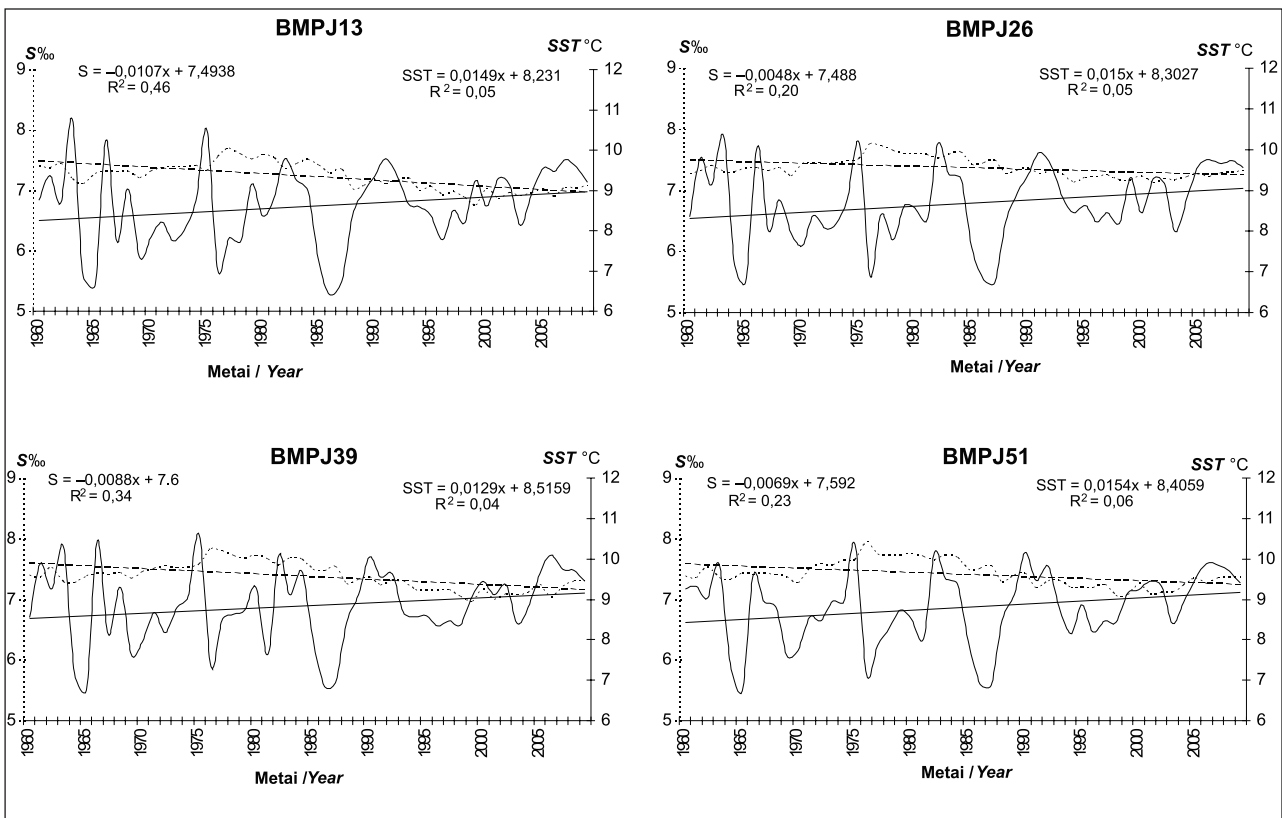 BMPJ13
S‰
SST °C
S = –0,0107x + 7,4938
R² = 0,46
SST = 0,0149x + 8,231
R² = 0,05
9
8
7
6
5
12
11
10
9
8
7
6
1960
1965
1970
1975
1980
1985
1990
1995
2000
2005
Metai / Year
BMPJ26
S‰
SST °C
S = –0,0048x + 7,488
R² = 0,20
SST = 0,015x + 8,3027
R² = 0,05
9
8
7
6
5
12
11
10
9
8
7
6
1960
1965
1970
1975
1980
1985
1990
1995
2000
2005
Metai / Year
BMPJ39
S‰
SST °C
S = –0,0088x + 7.6
R² = 0,34
SST = 0,0129x + 8,5159
R² = 0,04
9
8
7
6
5
12
11
10
9
8
7
6
1960
1965
1970
1975
1980
1985
1990
1995
2000
2005
Metai /Year
BMPJ51
S‰
SST °C
S = –0,0069x + 7,592
R² = 0,23
SST = 0,0154x + 8,4059
R² = 0,06
9
8
7
6
5
12
11
10
9
8
7
6
1960
1965
1970
1975
1980
1985
1990
1995
2000
2005
Metai /Year